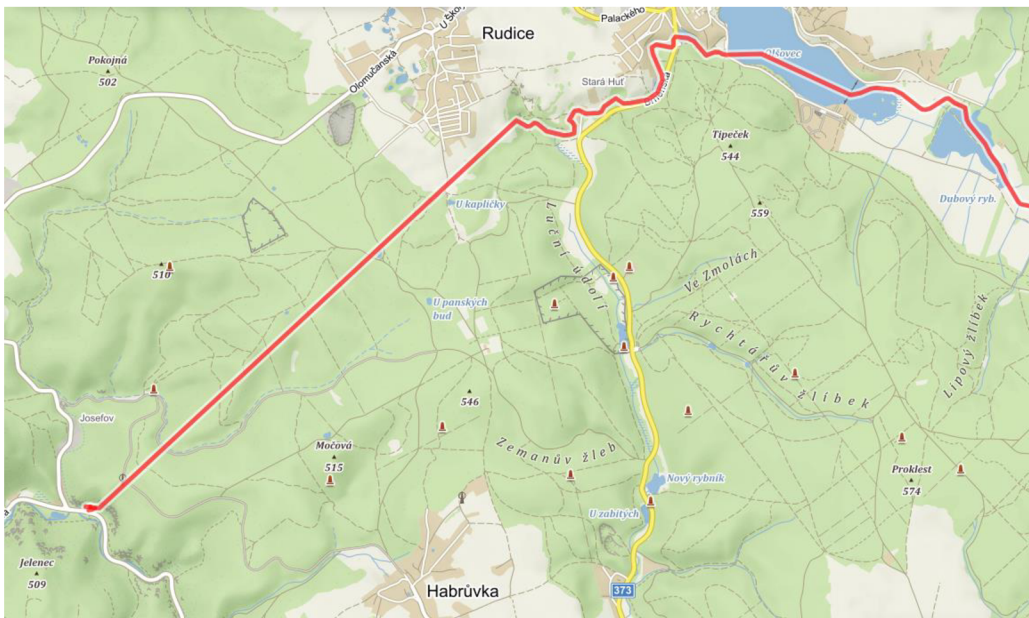 Palackého
U Škol
Rudice
Olšovec
Pokojná
502
Olomučanská
Stará Huť
Tipeček
544
Dubový ryb.
559
U kapličky
Luční údolí
Ve Zmolách
510
U panských
bud
Rychtářův žlíbek
Lipový žlíbek
546
Josefov
Močová
515
Zemanův žleb
Proklest
574
Nový rybník
U zabitých
Jelenec
509
Habrůvka
373